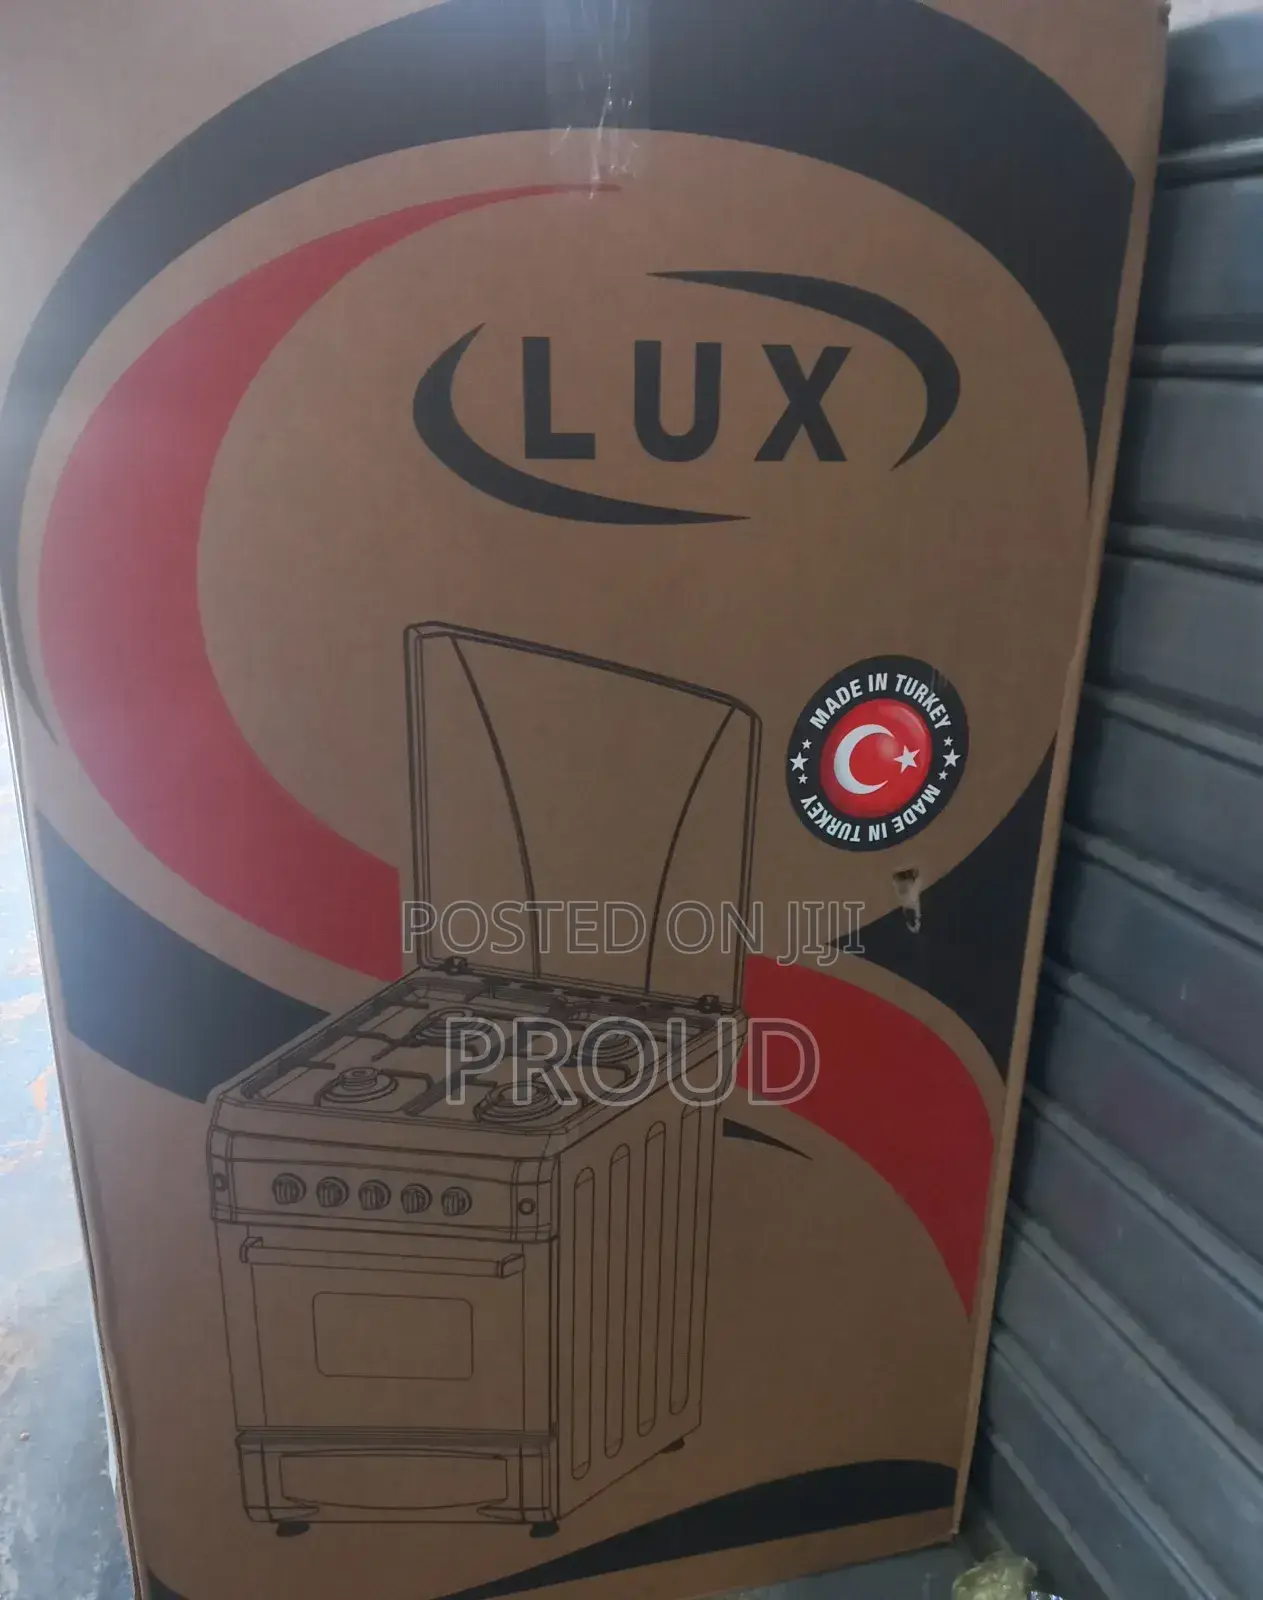 LUX
MADE IN TURKEY
MADE IN TURKEY
POSTED ON JIJI
PROUD